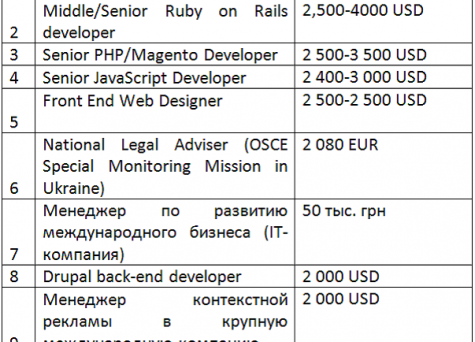 Middle/Senior Ruby on Rails 2,500-4000 USD
2 developer
3 Senior PHP/Magento Developer 2 500-3 500 USD
4 Senior JavaScript Developer 2 400-3 000 USD
Front End Web Designer 2 500-2 500 USD
5
National Legal Adviser (OSCE 2 080 EUR
Special Monitoring Mission in
6 Ukraine)
Менеджер по развитию 50 тыс. грн
международного бизнеса (IT-
7 компания)
8 Drupal back-end developer 2 000 USD
Менеджер контекстной 2 000 USD
рекламы в крупную
9 международную компанию